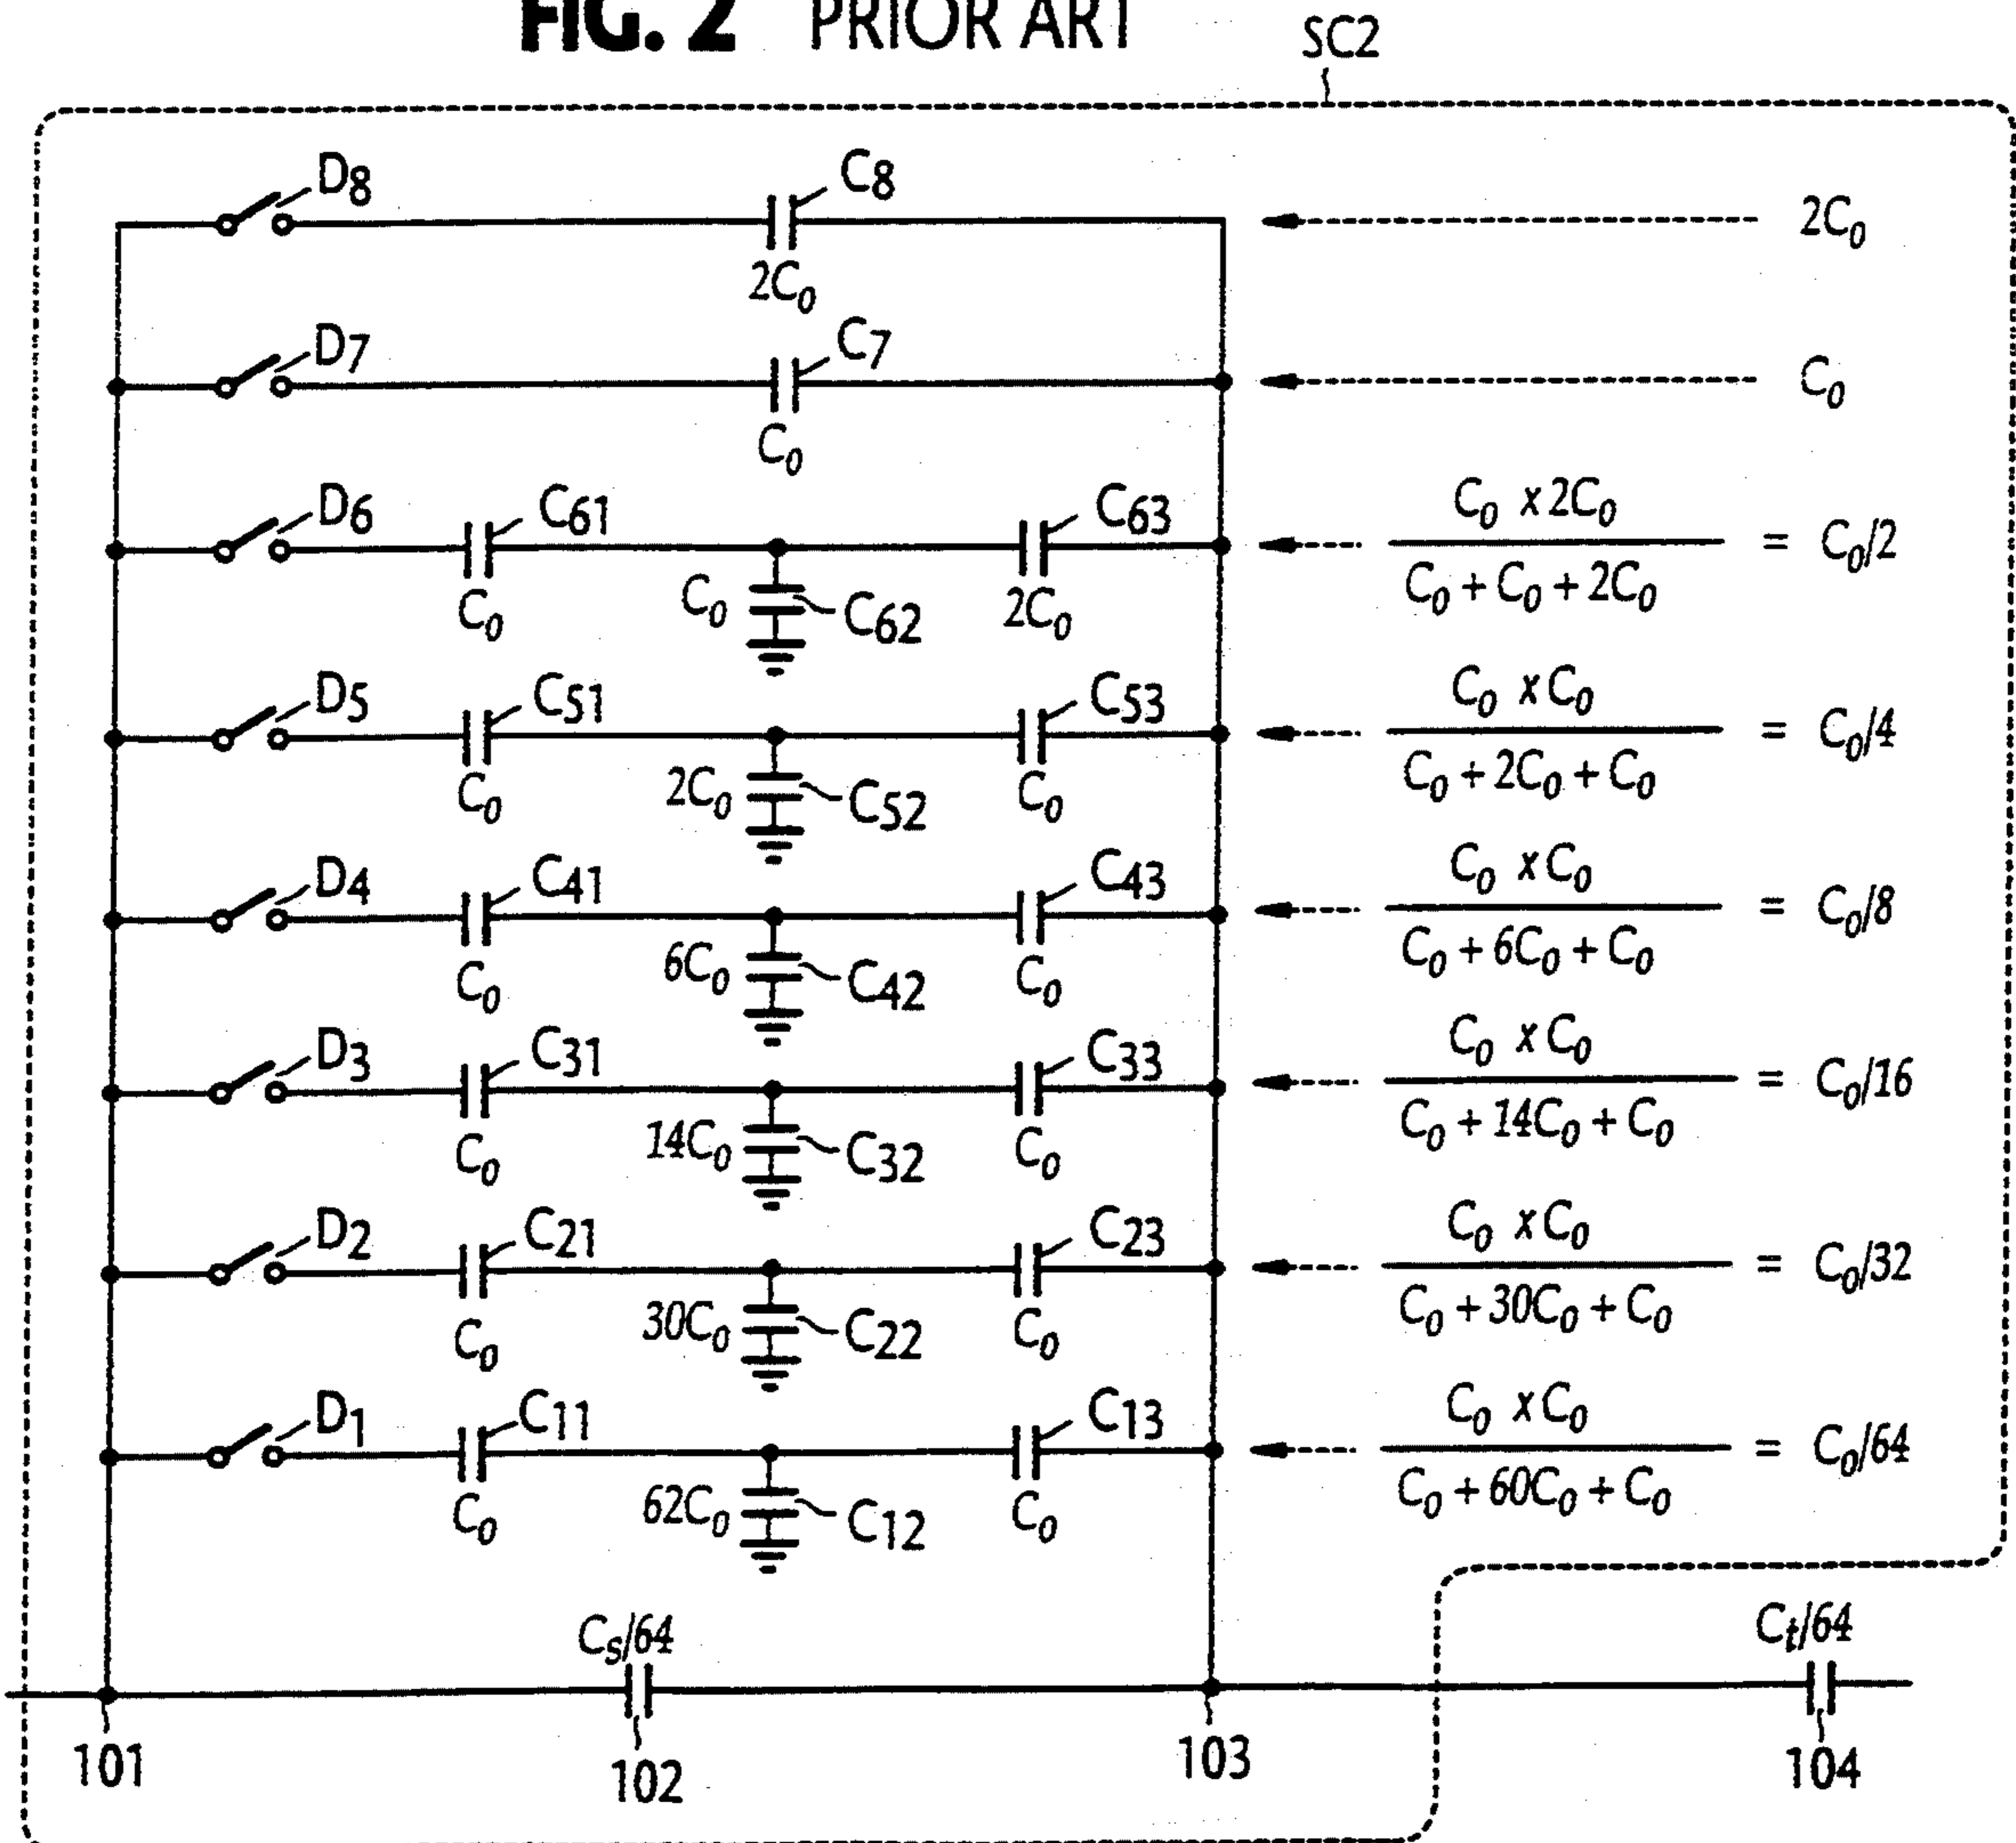 FIG. 2 PRIOR ART
SC2
D8
C8
2C0
2C0
D7
C7
C0
C0
D6
C61
C63
C0 x 2C0
C0 + C0 + 2C0
= C0/2
C0
C0
C62
2C0
D5
C51
C53
C0 x C0
C0 + 2C0 + C0
= C0/4
C0
2C0
C52
C0
D4
C41
C43
C0 x C0
C0 + 6C0 + C0
= C0/8
C0
6C0
C42
C0
D3
C31
C33
C0 x C0
C0 + 14C0 + C0
= C0/16
C0
14C0
C32
C0
D2
C21
C23
C0 x C0
C0 + 30C0 + C0
= C0/32
C0
30C0
C22
C0
D1
C11
C13
C0 x C0
C0 + 60C0 + C0
= C0/64
C0
62C0
C12
C0
Cs/64
Ct/64
101
102
103
104